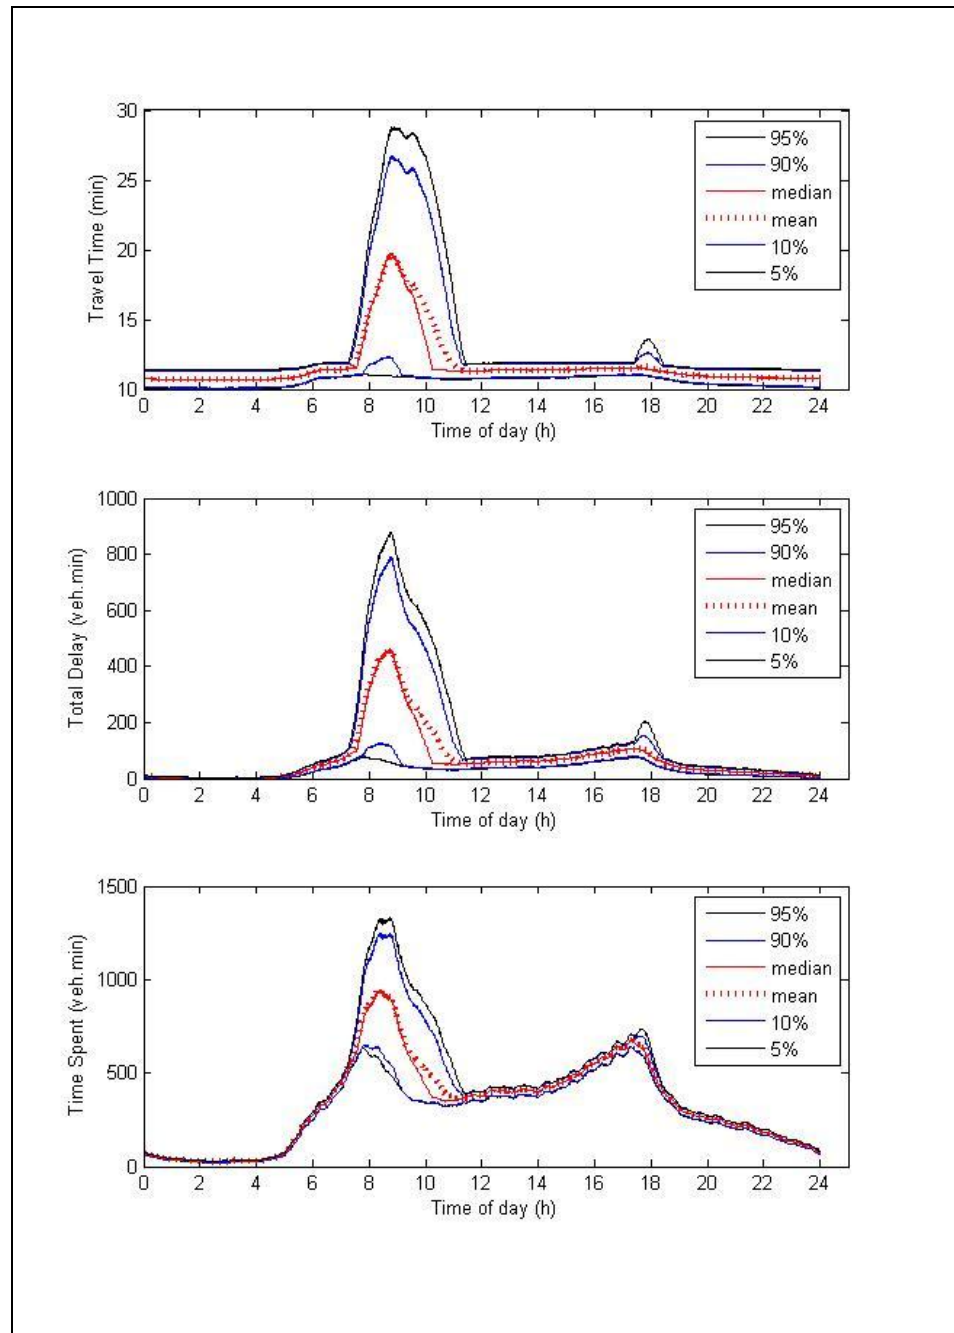 30
25
20
15
10
Travel Time (min)
0 2 4 6 8 10 12 14 16 18 20 22 24
Time of day (h)
95%
90%
median
mean
10%
5%
1000
800
600
400
200
0
Total Delay (veh.min)
0 2 4 6 8 10 12 14 16 18 20 22 24
Time of day (h)
95%
90%
median
mean
10%
5%
1500
1000
500
0
Time Spent (veh.min)
0 2 4 6 8 10 12 14 16 18 20 22 24
Time of day (h)
95%
90%
median
mean
10%
5%